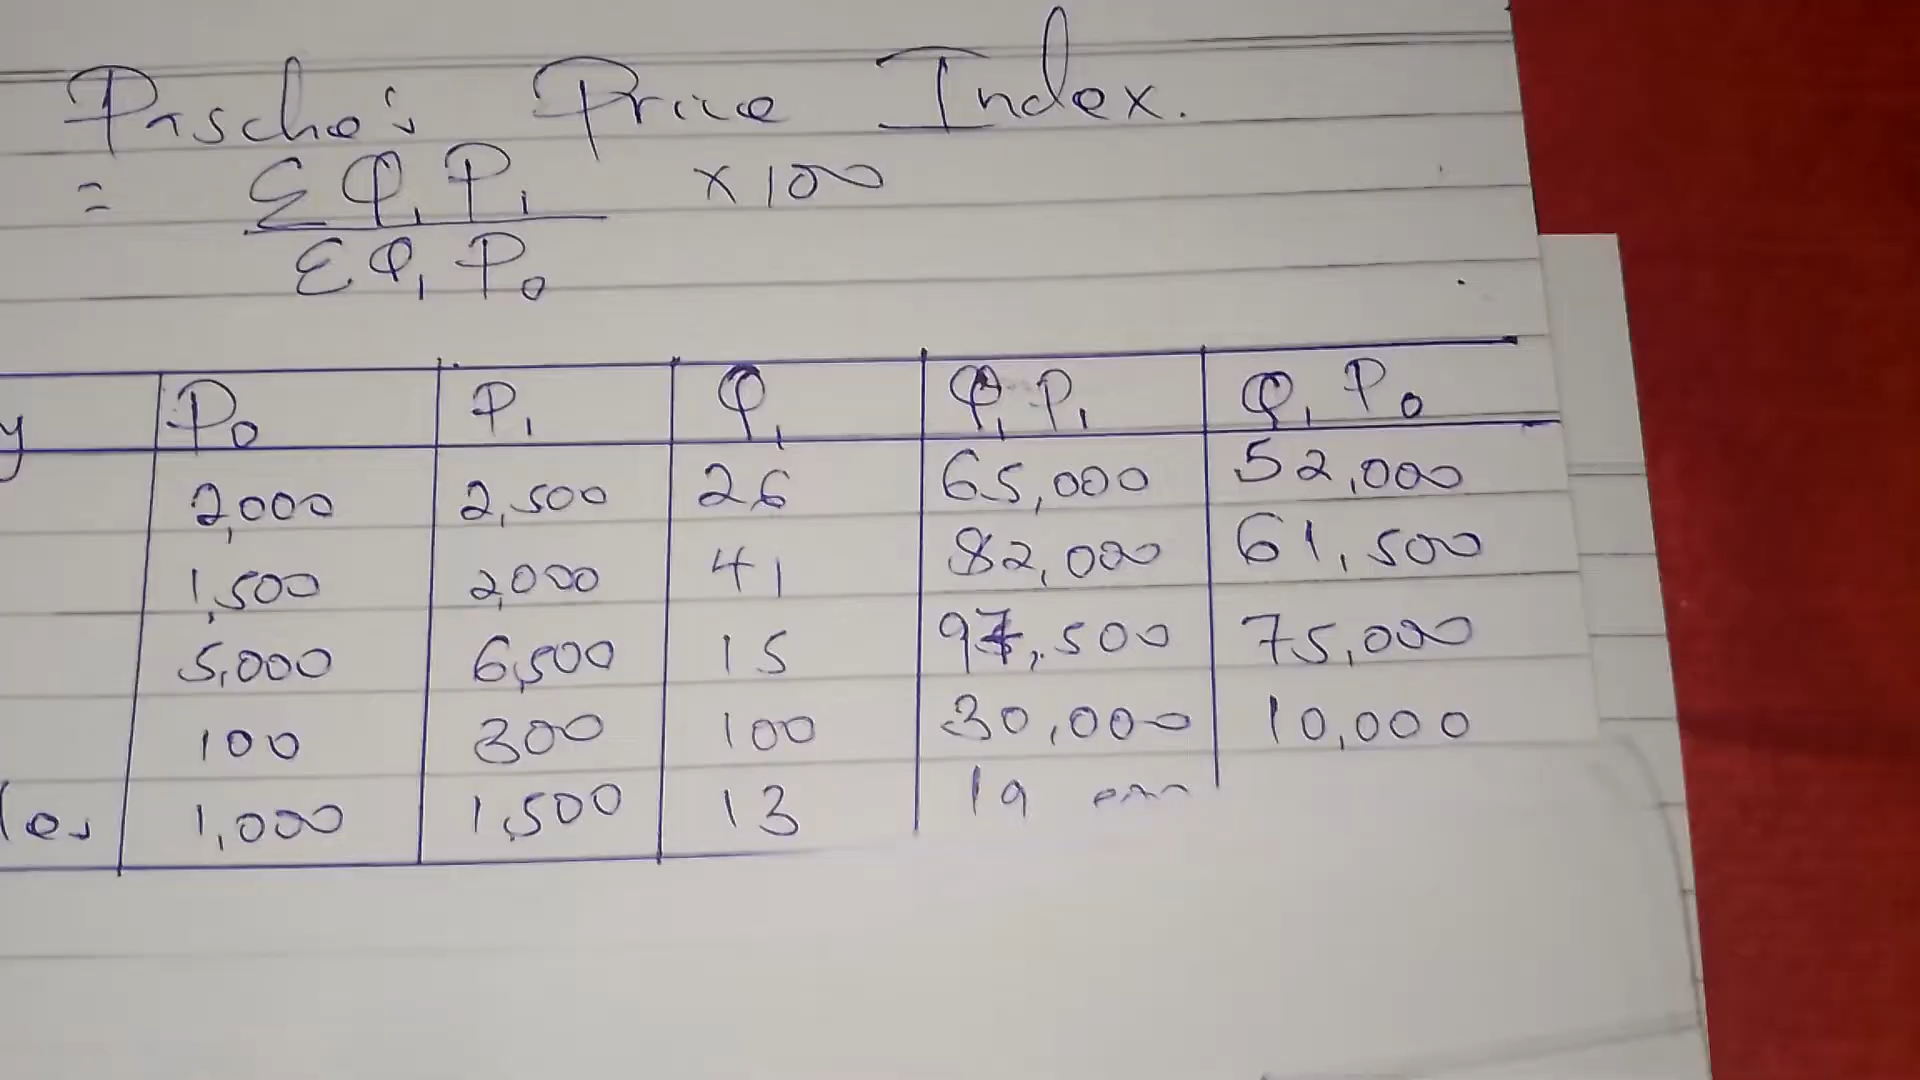 Pasche's Price Index.
= ΣQ₁P₁ x 100
ΣQ₁P₀
y P₀ P₁ Q₁ Q₁P₁ Q₁P₀
2,000 2,500 26 65,000 52,000
1,500 2,000 41 82,000 61,500
5,000 6,500 15 97,500 75,000
100 300 100 30,000 10,000
les 1,000 1,500 13 19